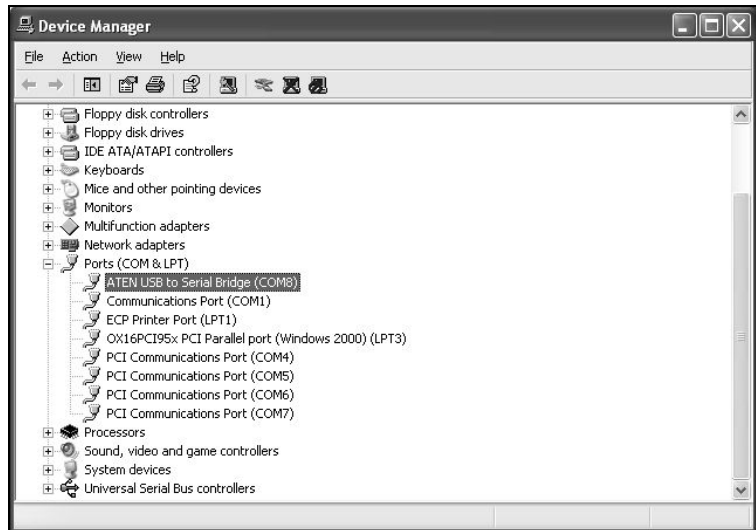 Device Manager
File Action View Help
Floppy disk controllers
Floppy disk drives
IDE ATA/ATAPI controllers
Keyboards
Mice and other pointing devices
Monitors
Multifunction adapters
Network adapters
Ports (COM & LPT)
ATEN USB to Serial Bridge (COM8)
Communications Port (COM1)
ECP Printer Port (LPT1)
OX16PCI95x PCI Parallel port (Windows 2000) (LPT3)
PCI Communications Port (COM4)
PCI Communications Port (COM5)
PCI Communications Port (COM6)
PCI Communications Port (COM7)
Processors
Sound, video and game controllers
System devices
Universal Serial Bus controllers